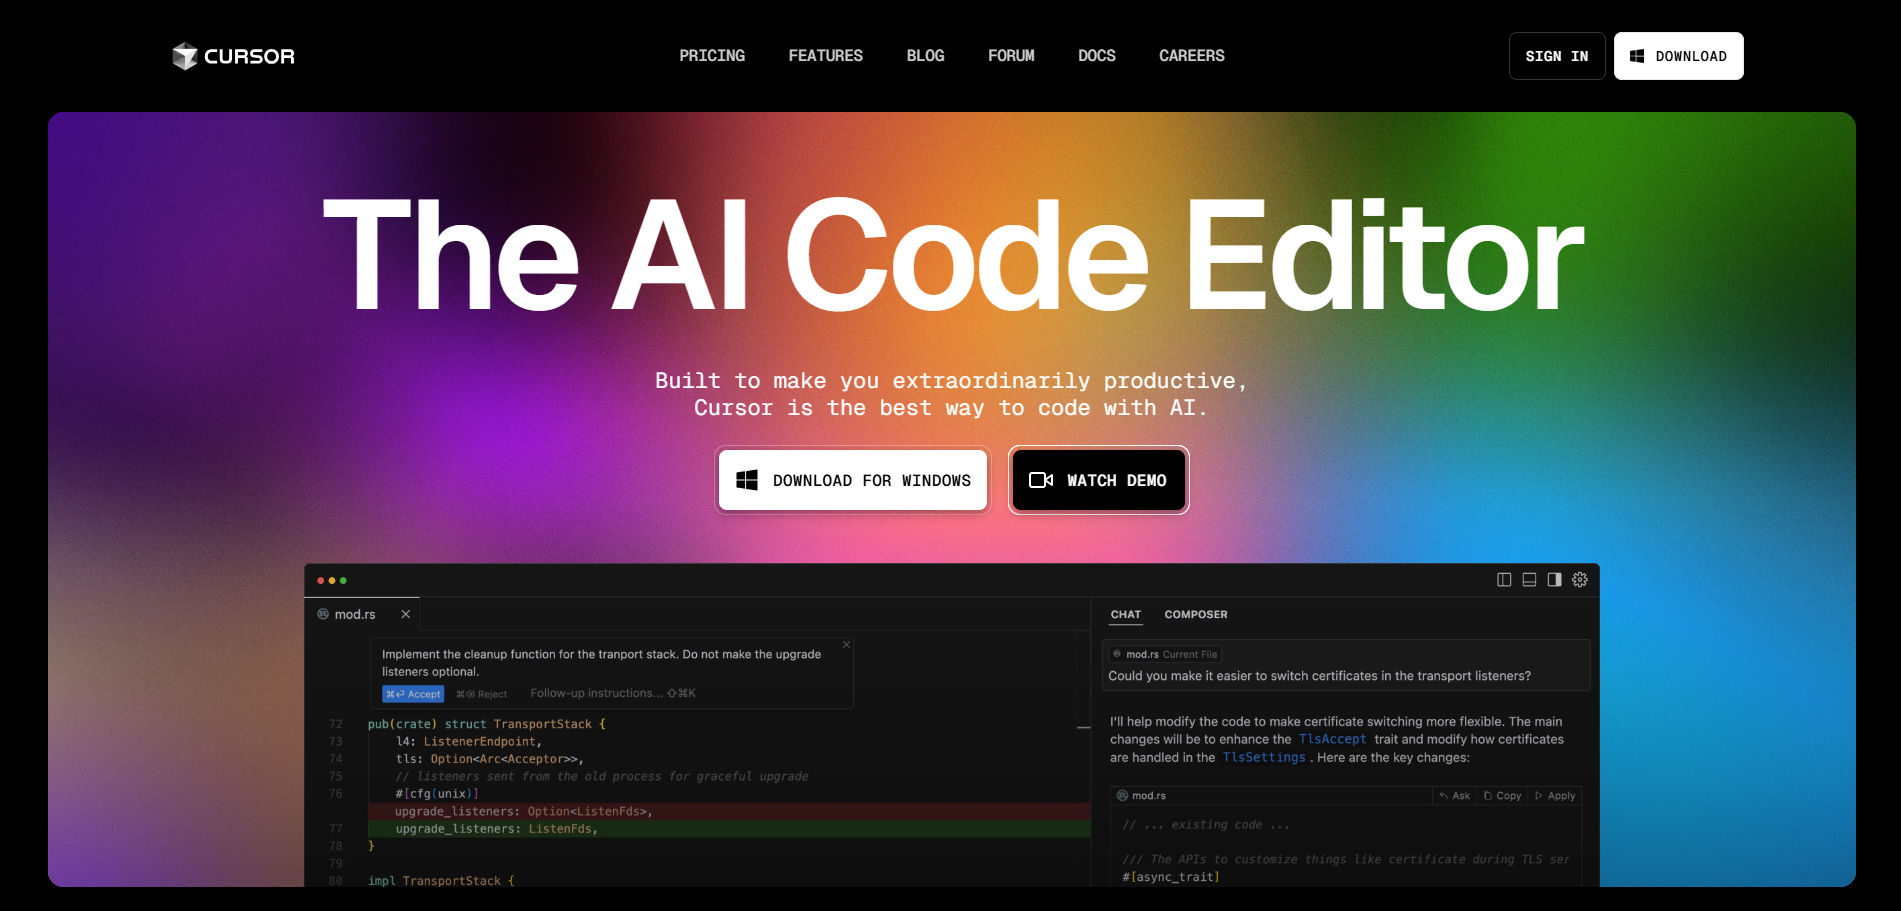 CURSOR
PRICING FEATURES BLOG FORUM DOCS CAREERS
SIGN IN
DOWNLOAD
The AI Code Editor
Built to make you extraordinarily productive,
Cursor is the best way to code with AI.
DOWNLOAD FOR WINDOWS
WATCH DEMO
mod.rs
Implement the cleanup function for the tranport stack. Do not make the upgrade
listeners optional.
⌘⏎ Accept ⌘⌫ Reject Follow-up instructions... ⇧⌘K
72 pub(crate) struct TransportStack {
73 l4: ListenerEndpoint,
74 tls: Option<Arc<Acceptor>>,
75 // listeners sent from the old process for graceful upgrade
76 #[cfg(unix)]
upgrade_listeners: Option<ListenFds>,
77 upgrade_listeners: ListenFds,
78 }
79
80 impl TransportStack {
CHAT COMPOSER
mod.rs Current File
Could you make it easier to switch certificates in the transport listeners?
I'll help modify the code to make certificate switching more flexible. The main
changes will be to enhance the TlsAccept trait and modify how certificates
are handled in the TlsSettings . Here are the key changes:
mod.rs Ask Copy Apply
// ... existing code ...
/// The APIs to customize things like certificate during TLS ser
#[async_trait]